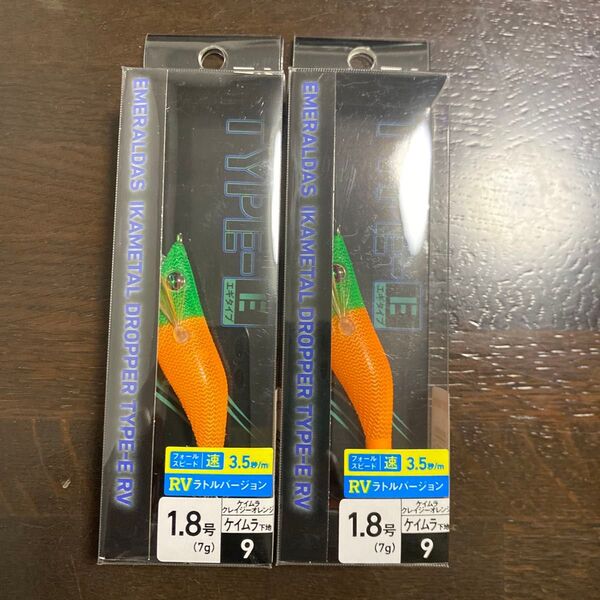 EMERALDAS IKAMETAL DROPPER TYPE-E RV
TYPE-E
エギタイプ
フォール
スピード
速
3.5秒/m
RVラトルバージョン
1.8号
(7g)
ケイムラ
クレイジーオレンジ
ケイムラ下地
9
EMERALDAS IKAMETAL DROPPER TYPE-E RV
TYPE-E
エギタイプ
フォール
スピード
速
3.5秒/m
RVラトルバージョン
1.8号
(7g)
ケイムラ
クレイジーオレンジ
ケイムラ下地
9